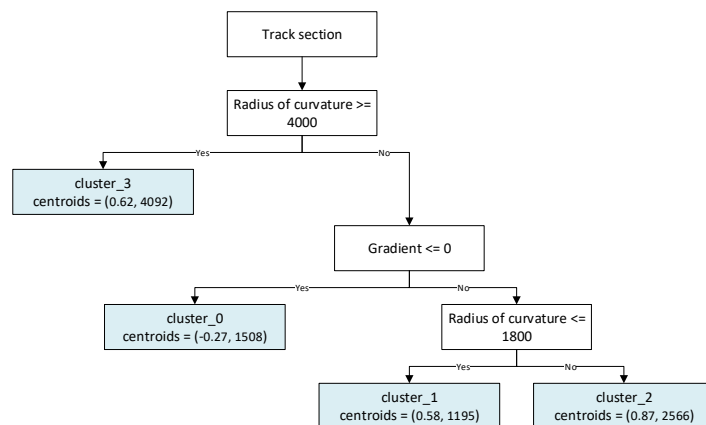 Track section
Radius of curvature >=
4000
Yes
No
cluster_3
centroids = (0.62, 4092)
Gradient <= 0
Yes
No
cluster_0
centroids = (-0.27, 1508)
Radius of curvature <=
1800
Yes
No
cluster_1
centroids = (0.58, 1195)
cluster_2
centroids = (0.87, 2566)